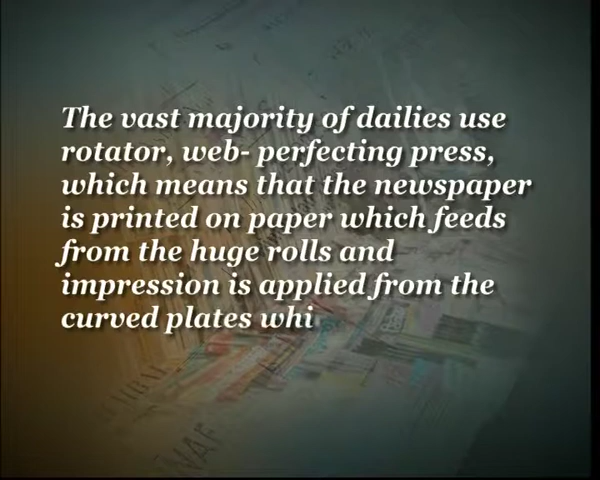 The vast majority of dailies use
rotator, web- perfecting press,
which means that the newspaper
is printed on paper which feeds
from the huge rolls and
impression is applied from the
curved plates whi